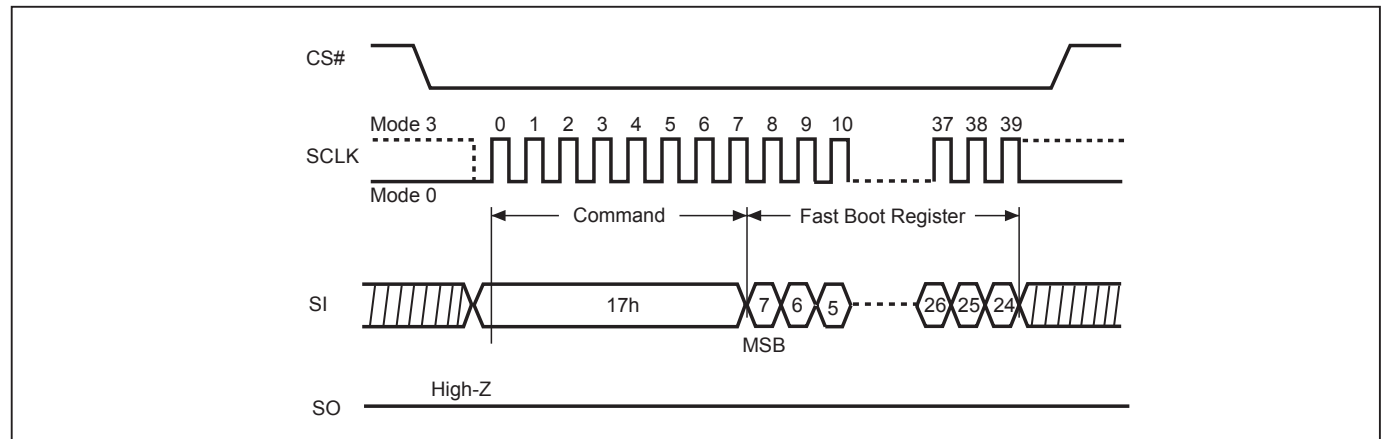 CS#
Mode 3
0 1 2 3 4 5 6 7 8 9 10 37 38 39
SCLK
Mode 0
Command
Fast Boot Register
SI
17h
7 6 5 26 25 24
MSB
High-Z
SO